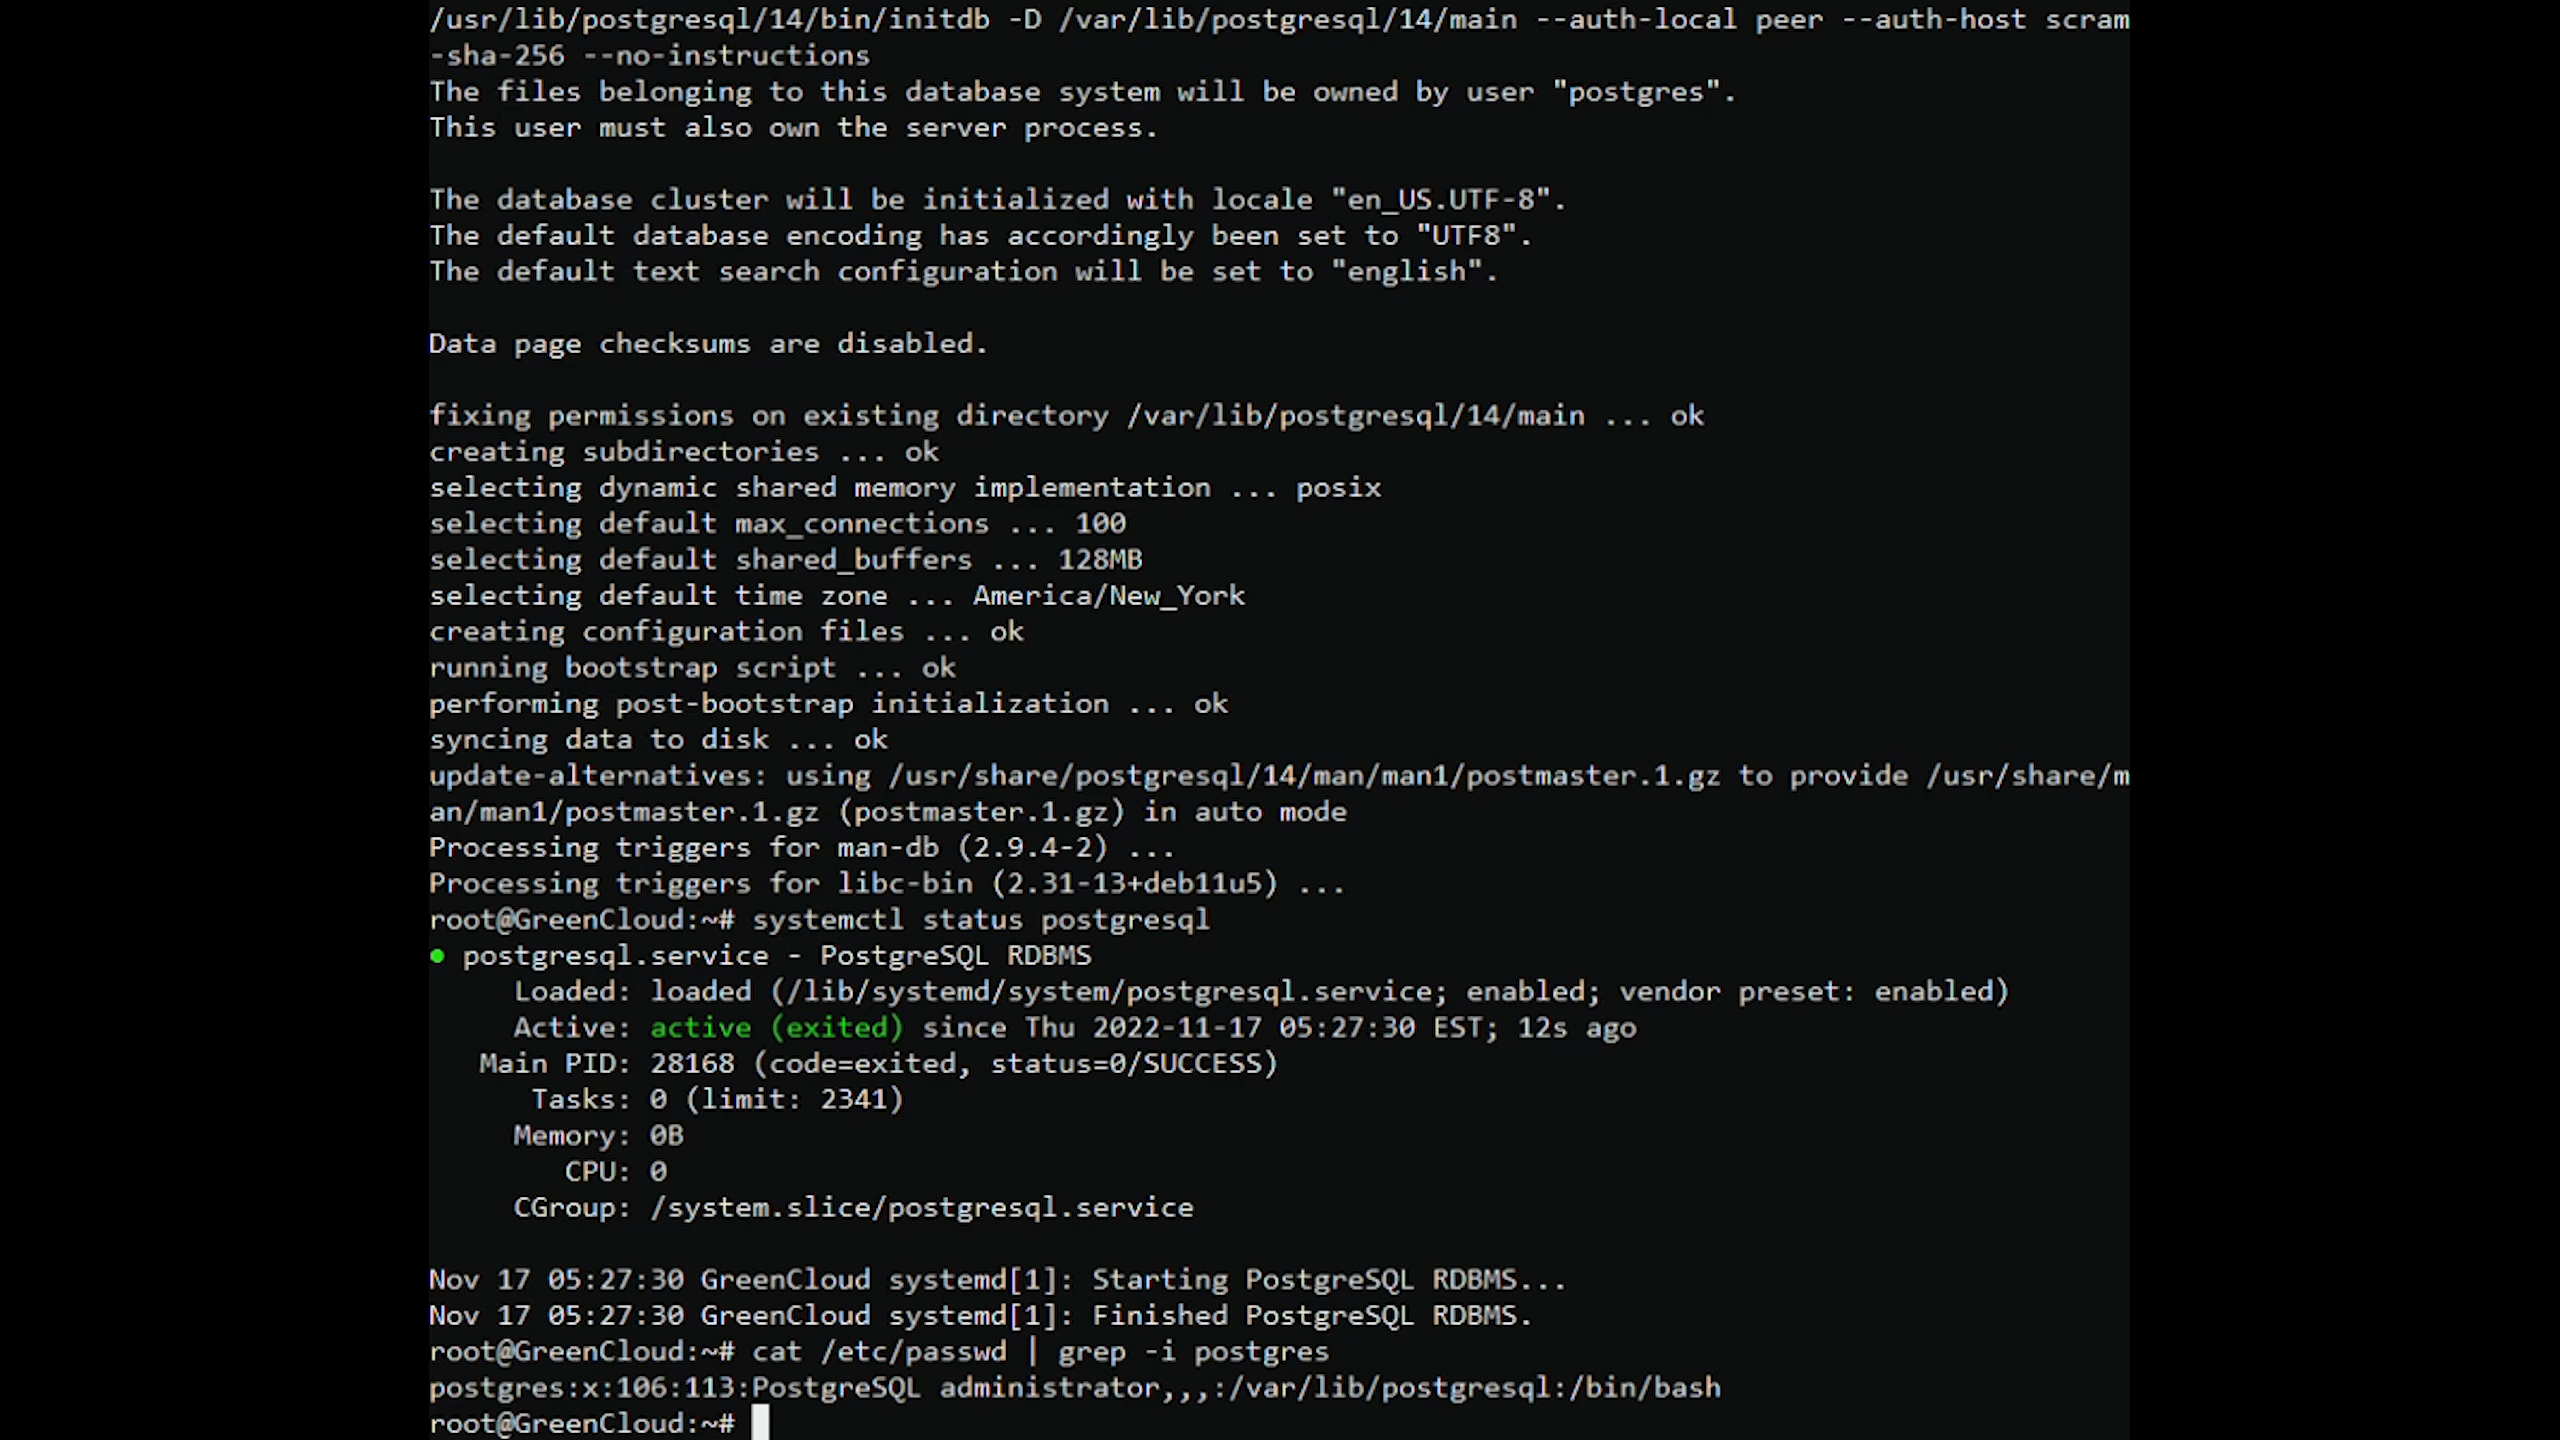 /usr/lib/postgresql/14/bin/initdb -D /var/lib/postgresql/14/main --auth-local peer --auth-host scram
-sha-256 --no-instructions
The files belonging to this database system will be owned by user "postgres".
This user must also own the server process.
The database cluster will be initialized with locale "en_US.UTF-8".
The default database encoding has accordingly been set to "UTF8".
The default text search configuration will be set to "english".
Data page checksums are disabled.
fixing permissions on existing directory /var/lib/postgresql/14/main ... ok
creating subdirectories ... ok
selecting dynamic shared memory implementation ... posix
selecting default max_connections ... 100
selecting default shared_buffers ... 128MB
selecting default time zone ... America/New_York
creating configuration files ... ok
running bootstrap script ... ok
performing post-bootstrap initialization ... ok
syncing data to disk ... ok
update-alternatives: using /usr/share/postgresql/14/man/man1/postmaster.1.gz to provide /usr/share/m
an/man1/postmaster.1.gz (postmaster.1.gz) in auto mode
Processing triggers for man-db (2.9.4-2) ...
Processing triggers for libc-bin (2.31-13+deb11u5) ...
root@GreenCloud:~# systemctl status postgresql
● postgresql.service - PostgreSQL RDBMS
Loaded: loaded (/lib/systemd/system/postgresql.service; enabled; vendor preset: enabled)
Active: active (exited) since Thu 2022-11-17 05:27:30 EST; 12s ago
Main PID: 28168 (code=exited, status=0/SUCCESS)
Tasks: 0 (limit: 2341)
Memory: 0B
CPU: 0
CGroup: /system.slice/postgresql.service
Nov 17 05:27:30 GreenCloud systemd[1]: Starting PostgreSQL RDBMS...
Nov 17 05:27:30 GreenCloud systemd[1]: Finished PostgreSQL RDBMS.
root@GreenCloud:~# cat /etc/passwd | grep -i postgres
postgres:x:106:113:PostgreSQL administrator,,,:/var/lib/postgresql:/bin/bash
root@GreenCloud:~#